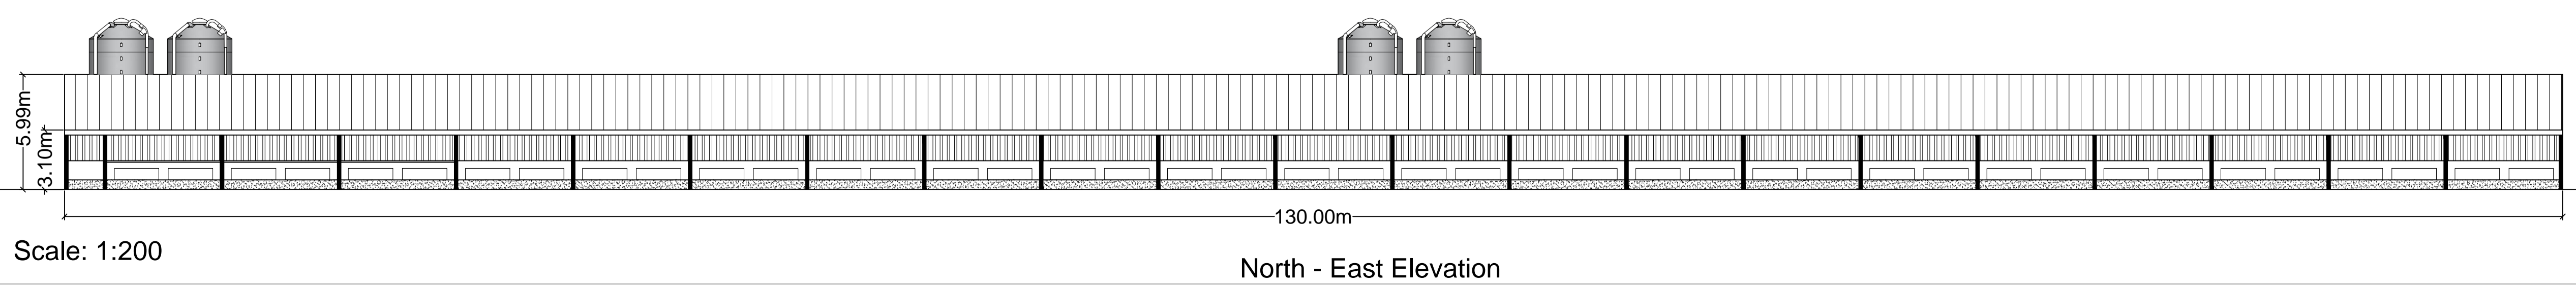 5.99m
3.10m
130.00m
Scale: 1:200
North - East Elevation